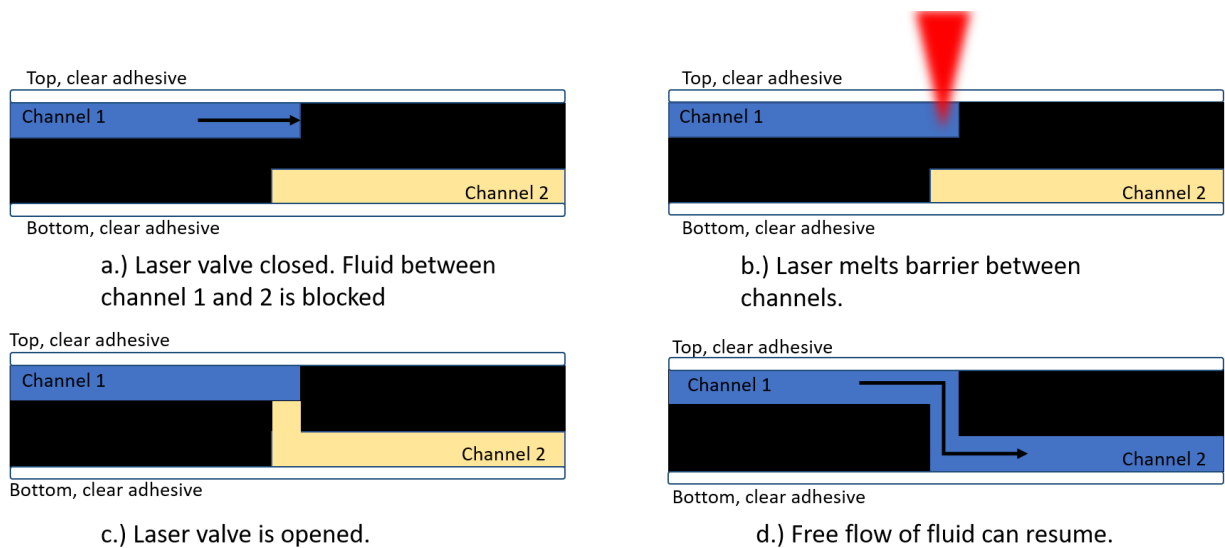 Top, clear adhesive
Channel 1
Channel 2
Bottom, clear adhesive
a.) Laser valve closed. Fluid between
channel 1 and 2 is blocked
Top, clear adhesive
Channel 1
Channel 2
Bottom, clear adhesive
b.) Laser melts barrier between
channels.
Top, clear adhesive
Channel 1
Channel 2
Bottom, clear adhesive
c.) Laser valve is opened.
Top, clear adhesive
Channel 1
Channel 2
Bottom, clear adhesive
d.) Free flow of fluid can resume.